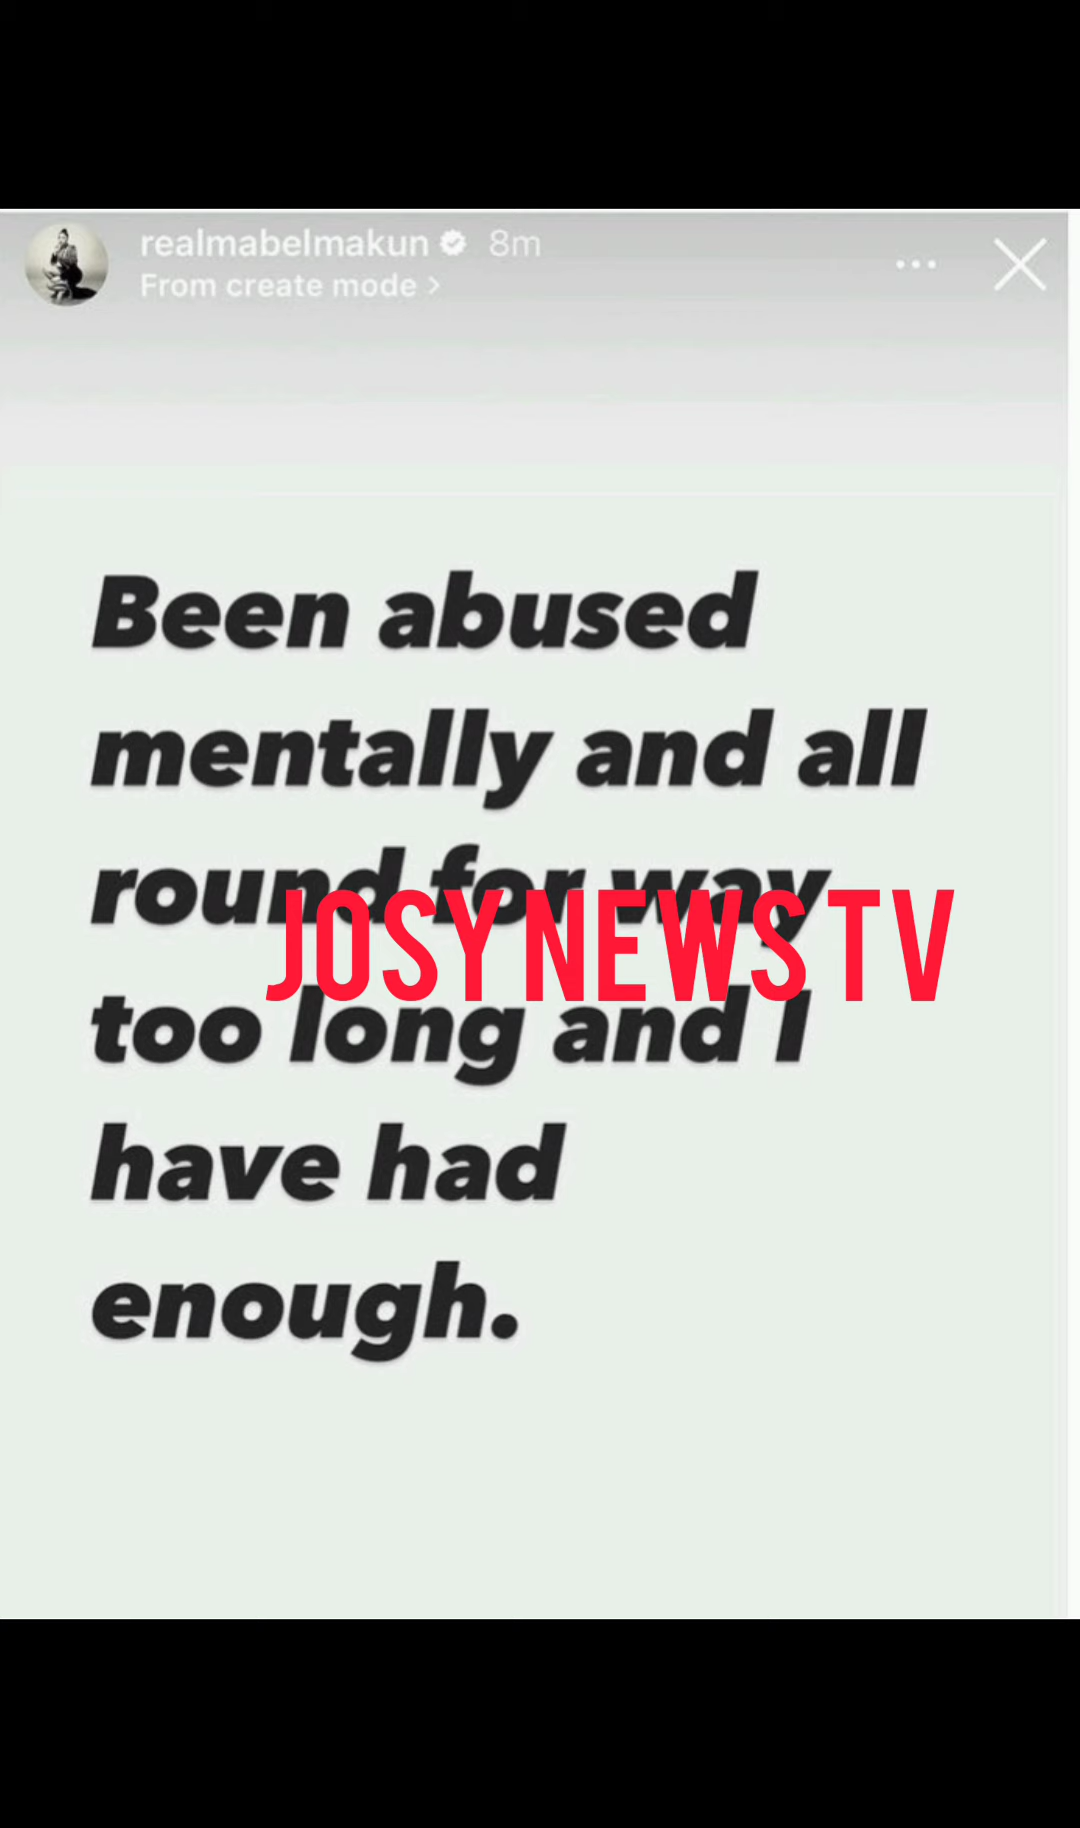 realmabelmakun 8m
From create mode >
Been abused
mentally and all
round for way
JOSY NEWS TV
too long and I
have had
enough.